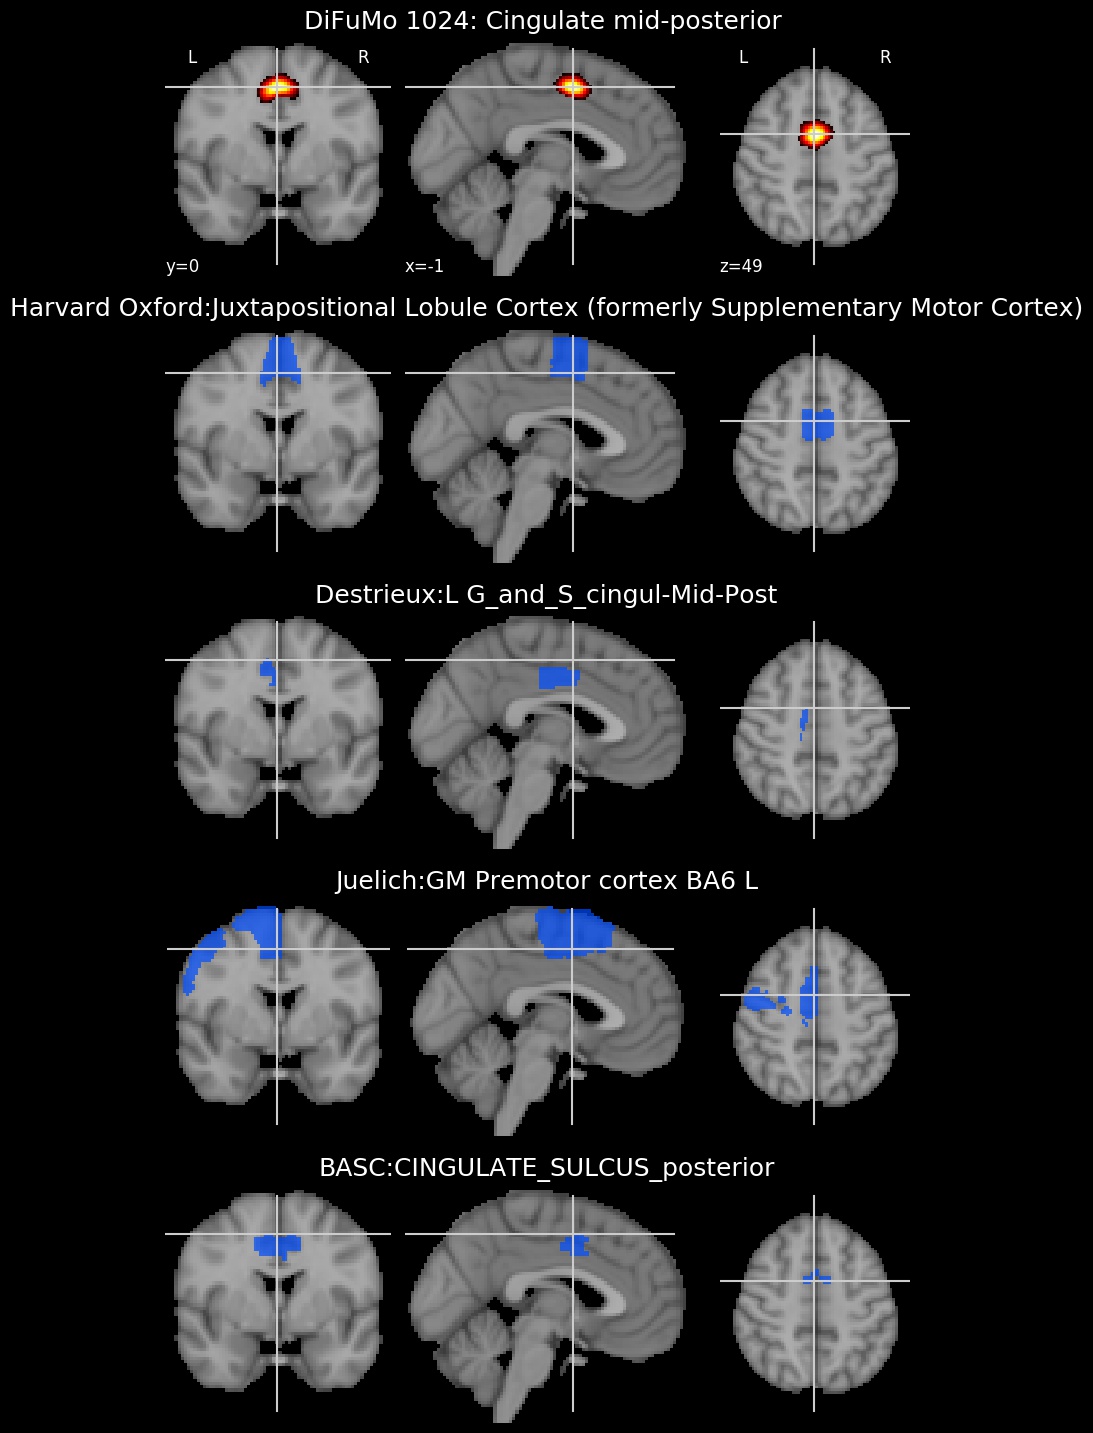 DiFuMo 1024: Cingulate mid-posterior
L R L R
y=0 x=-1 z=49
Harvard Oxford:Juxtapositional Lobule Cortex (formerly Supplementary Motor Cortex)
Destrieux:L G_and_S_cingul-Mid-Post
Juelich:GM Premotor cortex BA6 L
BASC:CINGULATE_SULCUS_posterior